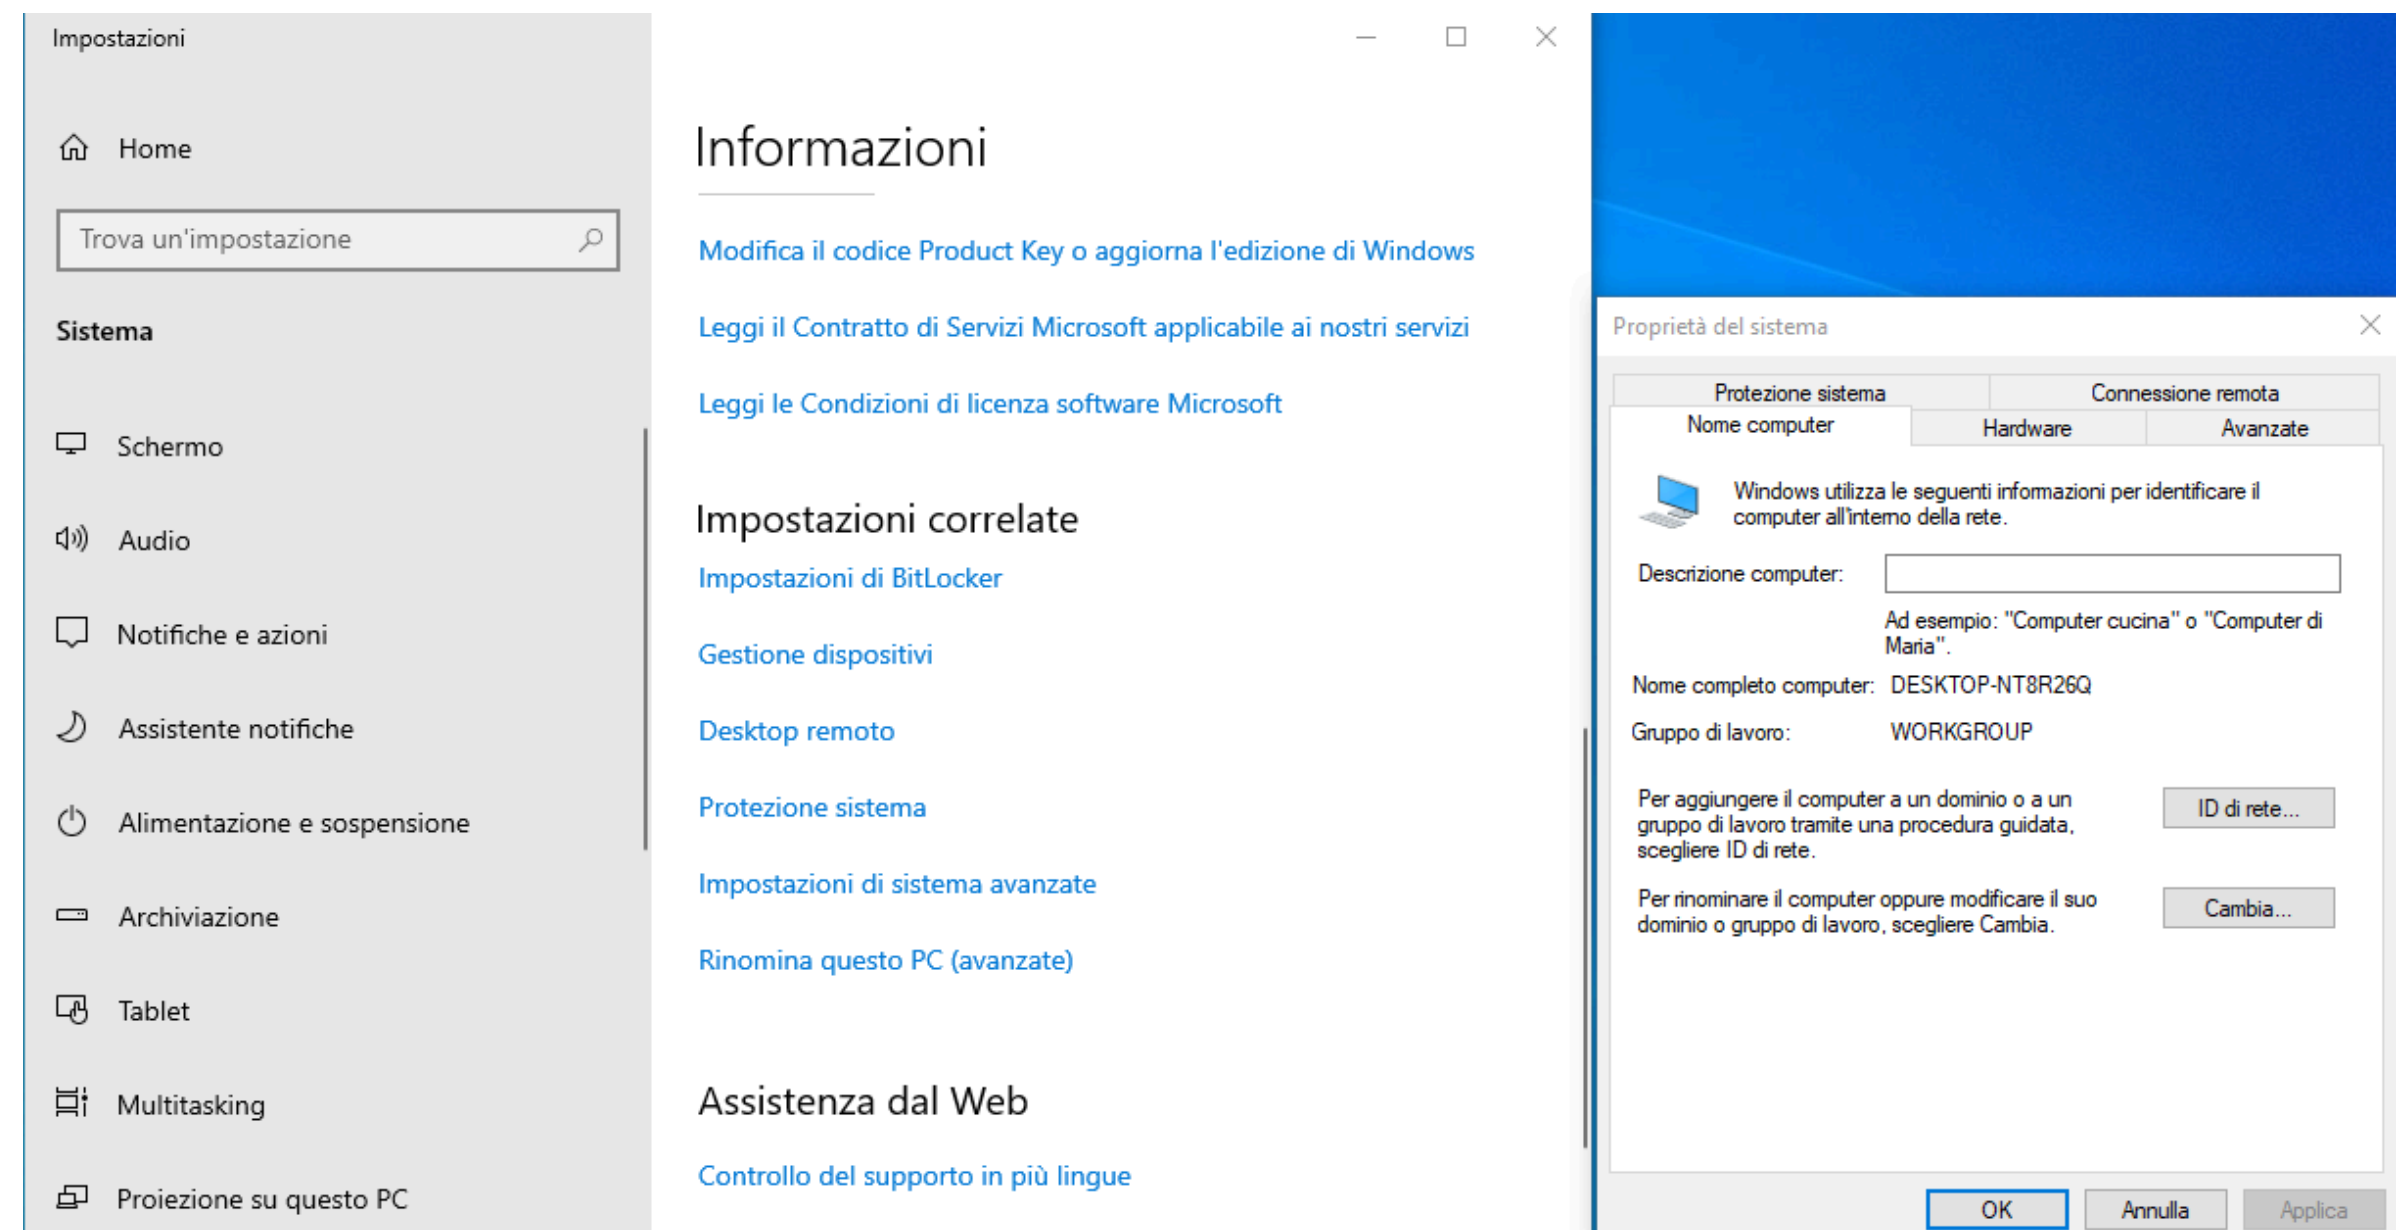 Impostazioni
Home
Trova un'impostazione
Sistema
Schermo
Audio
Notifiche e azioni
Assistente notifiche
Alimentazione e sospensione
Archiviazione
Tablet
Multitasking
Proiezione su questo PC
Informazioni
Modifica il codice Product Key o aggiorna l'edizione di Windows
Leggi il Contratto di Servizi Microsoft applicabile ai nostri servizi
Leggi le Condizioni di licenza software Microsoft
Impostazioni correlate
Impostazioni di BitLocker
Gestione dispositivi
Desktop remoto
Protezione sistema
Impostazioni di sistema avanzate
Rinomina questo PC (avanzate)
Assistenza dal Web
Controllo del supporto in più lingue
Proprietà del sistema
Protezione sistema
Connessione remota
Nome computer
Hardware
Avanzate
Windows utilizza le seguenti informazioni per identificare il
computer all'interno della rete.
Descrizione computer:
Ad esempio: "Computer cucina" o "Computer di
Maria".
Nome completo computer: DESKTOP-NT8R26Q
Gruppo di lavoro: WORKGROUP
Per aggiungere il computer a un dominio o a un
gruppo di lavoro tramite una procedura guidata,
scegliere ID di rete.
ID di rete...
Per rinominare il computer oppure modificare il suo
dominio o gruppo di lavoro, scegliere Cambia.
Cambia...
OK
Annulla
Applica